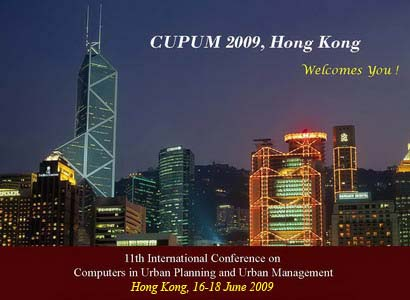 CUPUM 2009, Hong Kong
Welcomes You !
11th International Conference on
Computers in Urban Planning and Urban Management
Hong Kong, 16-18 June 2009